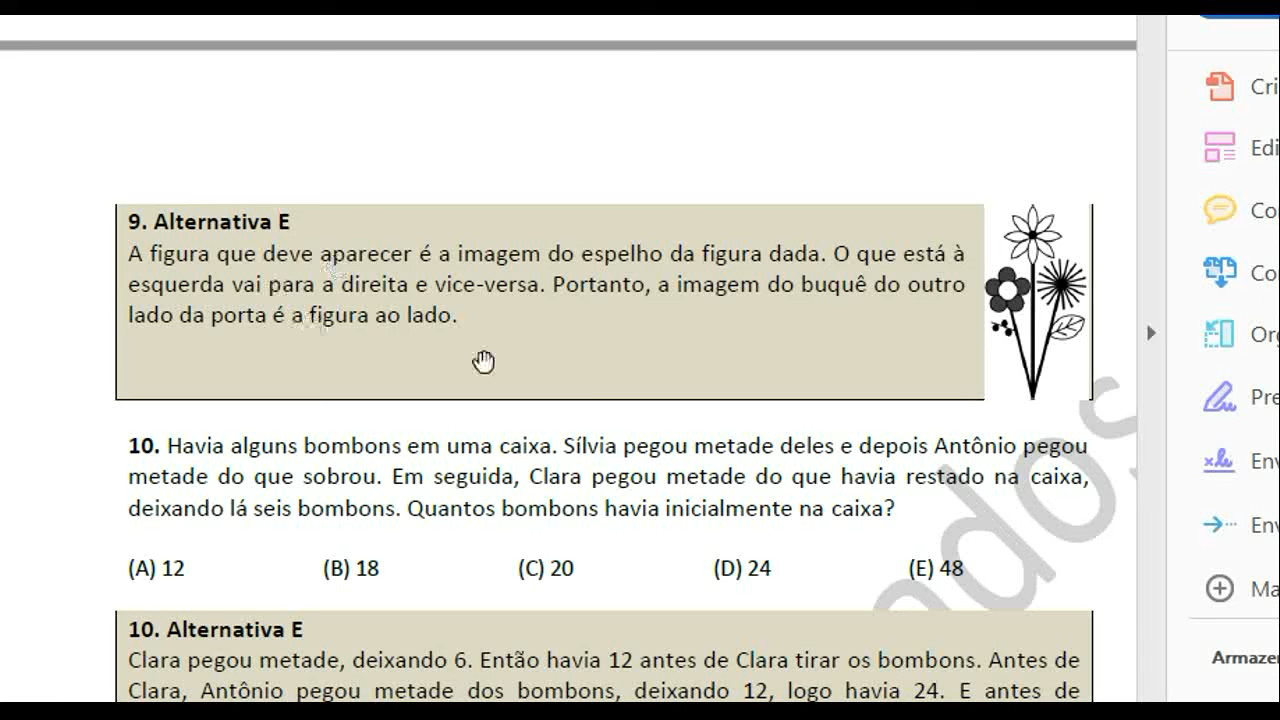 9. Alternativa E
A figura que deve aparecer é a imagem do espelho da figura dada. O que está à
esquerda vai para a direita e vice-versa. Portanto, a imagem do buquê do outro
lado da porta é a figura ao lado.
10. Havia alguns bombons em uma caixa. Sílvia pegou metade deles e depois Antônio pegou
metade do que sobrou. Em seguida, Clara pegou metade do que havia restado na caixa,
deixando lá seis bombons. Quantos bombons havia inicialmente na caixa?
(A) 12 (B) 18 (C) 20 (D) 24 (E) 48
10. Alternativa E
Clara pegou metade, deixando 6. Então havia 12 antes de Clara tirar os bombons. Antes de
Clara, Antônio pegou metade dos bombons, deixando 12, logo havia 24. E antes de
ndos
Cri
Edi
Co
Co
Org
Pre
Env
Env
Ma
Armaze